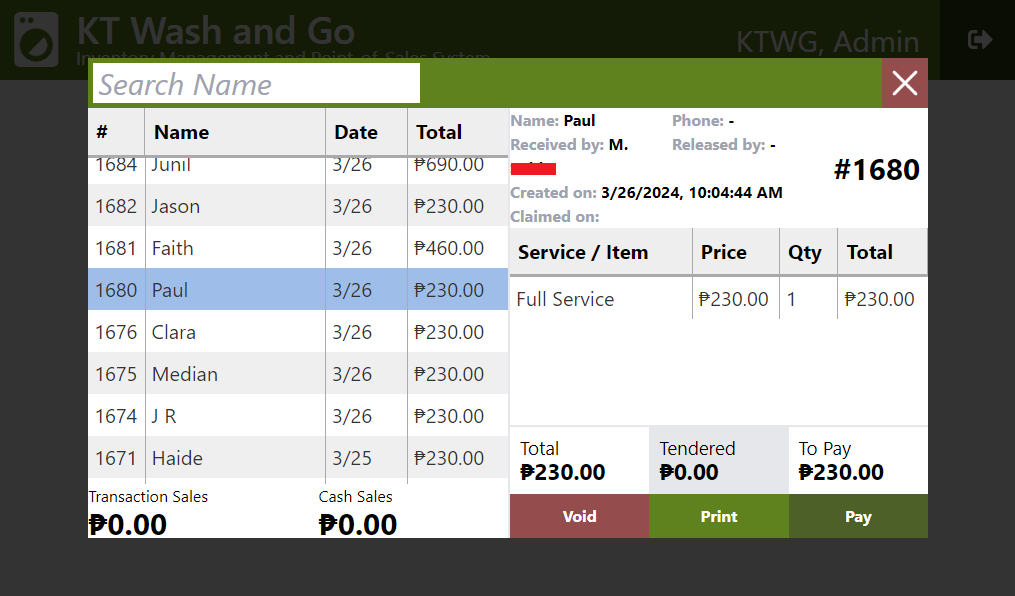 KT Wash and Go
Inventory Management and Point-of-Sales System
KTWG, Admin
Search Name
# Name Date Total
1684 Junil 3/26 ₱690.00
1682 Jason 3/26 ₱230.00
1681 Faith 3/26 ₱460.00
1680 Paul 3/26 ₱230.00
1676 Clara 3/26 ₱230.00
1675 Median 3/26 ₱230.00
1674 J R 3/26 ₱230.00
1671 Haide 3/25 ₱230.00
Transaction Sales Cash Sales
₱0.00 ₱0.00
Name: Paul Phone: -
Received by: M. Released by: -
#1680
Created on: 3/26/2024, 10:04:44 AM
Claimed on:
Service / Item Price Qty Total
Full Service ₱230.00 1 ₱230.00
Total Tendered To Pay
₱230.00 ₱0.00 ₱230.00
Void Print Pay